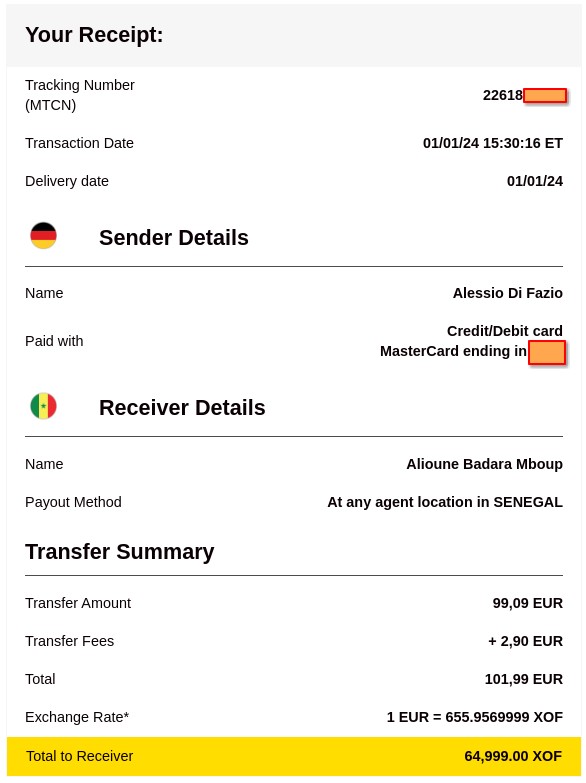 Your Receipt:
Tracking Number
(MTCN)
22618
Transaction Date
01/01/24 15:30:16 ET
Delivery date
01/01/24
Sender Details
Name
Alessio Di Fazio
Paid with
Credit/Debit card
MasterCard ending in
Receiver Details
Name
Alioune Badara Mboup
Payout Method
At any agent location in SENEGAL
Transfer Summary
Transfer Amount
99,09 EUR
Transfer Fees
+ 2,90 EUR
Total
101,99 EUR
Exchange Rate*
1 EUR = 655.9569999 XOF
Total to Receiver
64,999.00 XOF